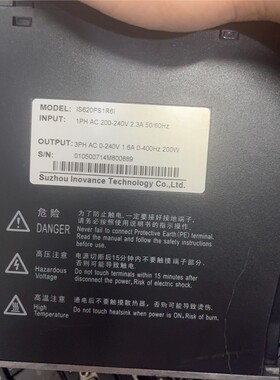 MODEL: IS620PS1R6I
INPUT: 1PH AC 200-240V 2.3A 50/60Hz
OUTPUT: 3PH AC 0-240V 1.6A 0-400Hz 200W
S/N:
010500714M600689
Suzhou Inovance Technology Co.,Ltd.
危险
DANGER
为了防止触电,一定要接好接地端子。
请务必按照使用说明书的指示操作。
Never fail to connect Protective Earth(PE) terminal.
Read the manual and follow the safety instructions
before use.
高压注意
Hazardous
Voltage
电源切断后15分钟内不要触碰端子部分,
否则可能引起触电。
Do not touch terminals within 15 minutes after
disconnect the power, Risk of electric shock.
高温注意
High
Temperature
通电后不要触碰散热器,否则可能导致烫伤。
Do not touch heatsink when power is ON, Risk of burn.